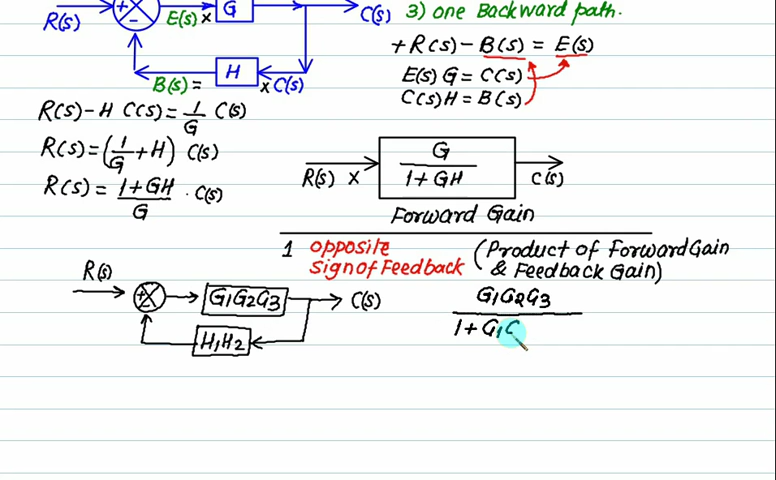 R(s) + - E(s) × G C(s)
B(s) = H × C(s)
3) one Backward path.
+R(s) - B(s) = E(s)
E(s) G = C(s)
C(s) H = B(s)
R(s) - H C(s) = 1/G C(s)
R(s) = (1/G + H) C(s)
R(s) = 1+GH/G . C(s)
R(s) × G/1+GH C(s)
Forward Gain
1 opposite sign of Feedback (Product of Forward Gain
& Feedback Gain)
R(s) + - G1G2G3 C(s)
H1H2
G1G2G3
1+G1C